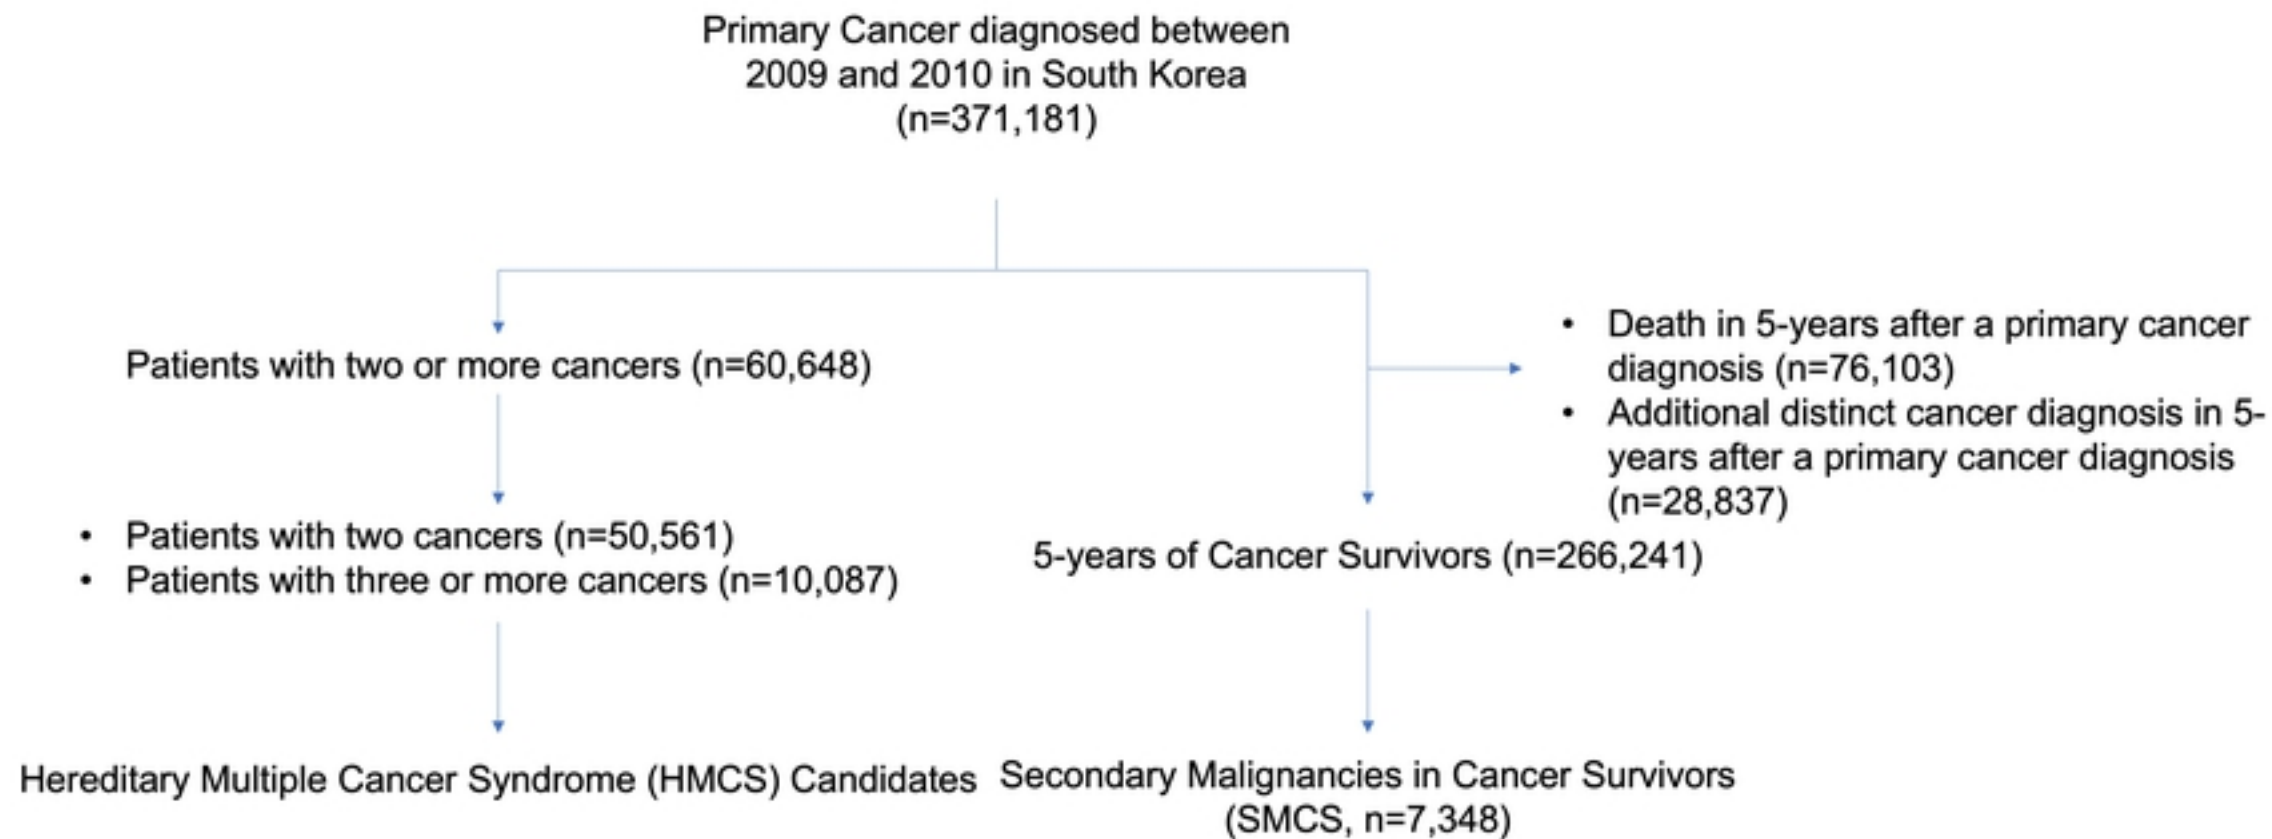 Primary Cancer diagnosed between
2009 and 2010 in South Korea
(n=371,181)
Patients with two or more cancers (n=60,648)
• Death in 5-years after a primary cancer
diagnosis (n=76,103)
• Additional distinct cancer diagnosis in 5-
years after a primary cancer diagnosis
(n=28,837)
• Patients with two cancers (n=50,561)
• Patients with three or more cancers (n=10,087)
5-years of Cancer Survivors (n=266,241)
Hereditary Multiple Cancer Syndrome (HMCS) Candidates
Secondary Malignancies in Cancer Survivors
(SMCS, n=7,348)